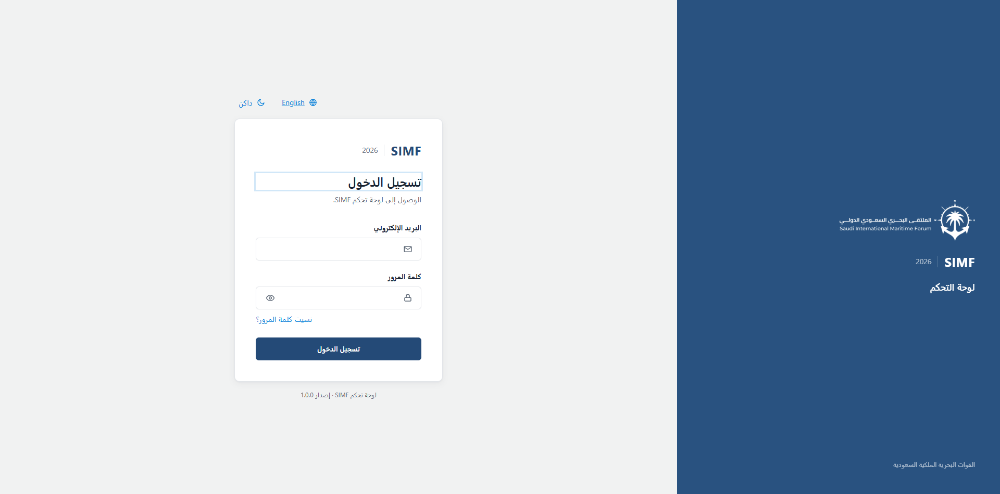 الملتقى البحري السعودي الدولي
Saudi International Maritime Forum
SIMF 2026
لوحة التحكم
القوات البحرية الملكية السعودية
English
داكن
SIMF 2026
تسجيل الدخول
الوصول إلى لوحة تحكم SIMF.
البريد الإلكتروني
كلمة المرور
نسيت كلمة المرور؟
تسجيل الدخول
لوحة تحكم SIMF · إصدار 1.0.0